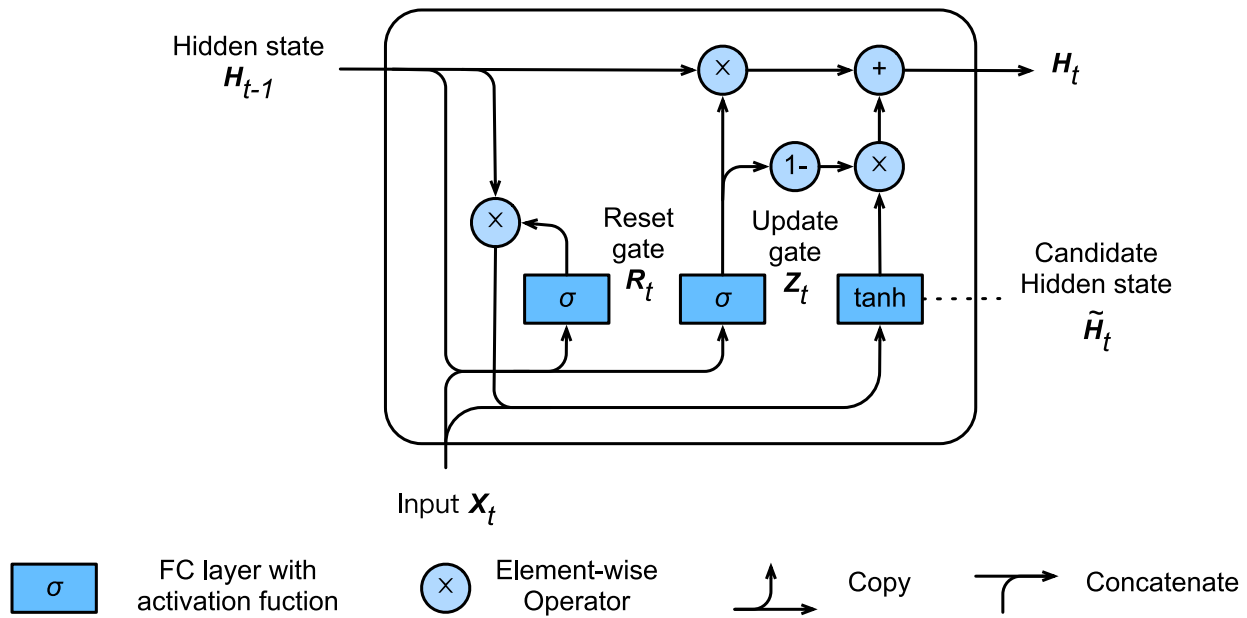 Hidden state
H_{t-1}
×
+
H_t
1-
×
×
Reset
gate
R_t
Update
gate
Z_t
σ
σ
tanh
Candidate
Hidden state
H̃_t
Input X_t
σ
FC layer with
activation fuction
×
Element-wise
Operator
Copy
Concatenate